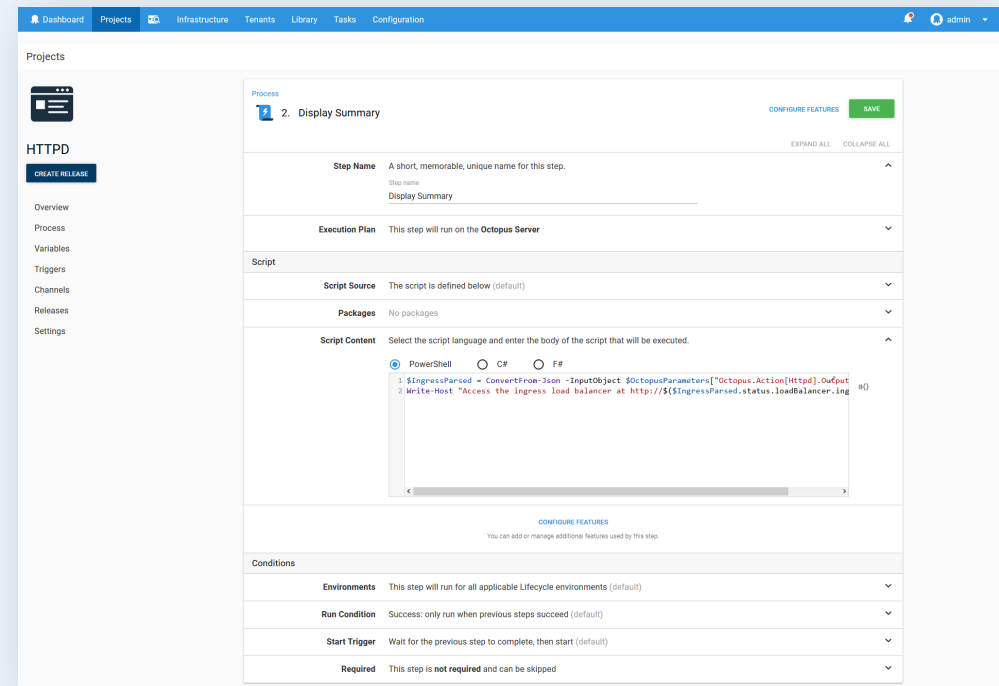 Dashboard Projects Infrastructure Tenants Library Tasks Configuration admin
Projects
HTTPD
CREATE RELEASE
Overview
Process
Variables
Triggers
Channels
Releases
Settings
Process
2. Display Summary
CONFIGURE FEATURES SAVE
EXPAND ALL COLLAPSE ALL
Step Name A short, memorable, unique name for this step.
Step name
Display Summary
Execution Plan This step will run on the Octopus Server
Script
Script Source The script is defined below (default)
Packages No packages
Script Content Select the script language and enter the body of the script that will be executed.
PowerShell C# F#
1 $IngressParsed = ConvertFrom-Json -InputObject $OctopusParameters["Octopus.Action[Httpd].Output
2 Write-Host "Access the ingress load balancer at http://$($IngressParsed.status.loadBalancer.ing
#{}
CONFIGURE FEATURES
You can add or manage additional features used by this step.
Conditions
Environments This step will run for all applicable Lifecycle environments (default)
Run Condition Success: only run when previous steps succeed (default)
Start Trigger Wait for the previous step to complete, then start (default)
Required This step is not required and can be skipped